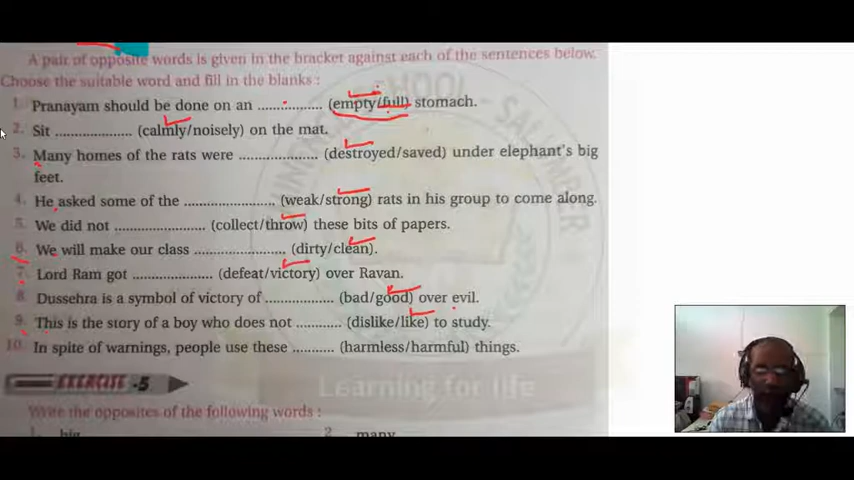 A pair of opposite words is given in the bracket against each of the sentences below.
Choose the suitable word and fill in the blanks :
1. Pranayam should be done on an ...................... (empty/full) stomach.
2. Sit ...................... (calmly/noisely) on the mat.
3. Many homes of the rats were ...................... (destroyed/saved) under elephant's big
feet.
4. He asked some of the ......................... (weak/strong) rats in his group to come along.
5. We did not ......................... (collect/throw) these bits of papers.
6. We will make our class ......................... (dirty/clean).
7. Lord Ram got ...................... (defeat/victory) over Ravan.
8. Dussehra is a symbol of victory of ................... (bad/good) over evil.
9. This is the story of a boy who does not ............ (dislike/like) to study.
10. In spite of warnings, people use these ........... (harmless/harmful) things.
EXERCISE -5
Learning for life
Write the opposites of the following words :
1. big 2. many